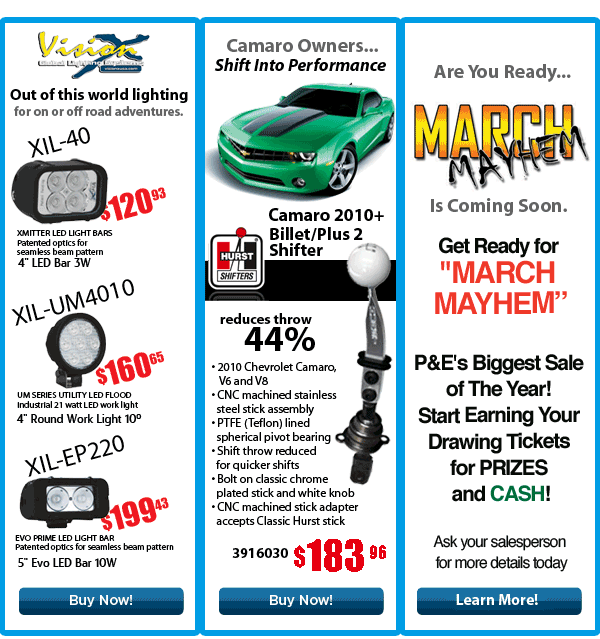 Vision X
Global Lighting Systems
Out of this world lighting
for on or off road adventures.
XIL-40
$120 93
XMITTER LED LIGHT BARS
Patented optics for
seamless beam pattern
4" LED Bar 3W
XIL-UM4010
$160 65
UM SERIES UTILITY LED FLOOD
Industrial 21 watt LED work light
4" Round Work Light 10º
XIL-EP220
$199 43
EVO PRIME LED LIGHT BAR
Patented optics for seamless beam pattern
5" Evo LED Bar 10W
Buy Now!
Camaro Owners...
Shift Into Performance
Camaro 2010+
Billet/Plus 2
Shifter
HURST
SHIFTERS
reduces throw
44%
• 2010 Chevrolet Camaro,
V6 and V8
• CNC machined stainless
steel stick assembly
• PTFE (Teflon) lined
spherical pivot bearing
• Shift throw reduced
for quicker shifts
• Bolt on classic chrome
plated stick and white knob
• CNC machined stick adapter
accepts Classic Hurst stick
3916030 $183 96
Buy Now!
Are You Ready...
MARCH
MAYHEM
Is Coming Soon.
Get Ready for
"MARCH
MAYHEM”
P&E's Biggest Sale
of The Year!
Start Earning Your
Drawing Tickets
for PRIZES
and CASH!
Ask your salesperson
for more details today
Learn More!